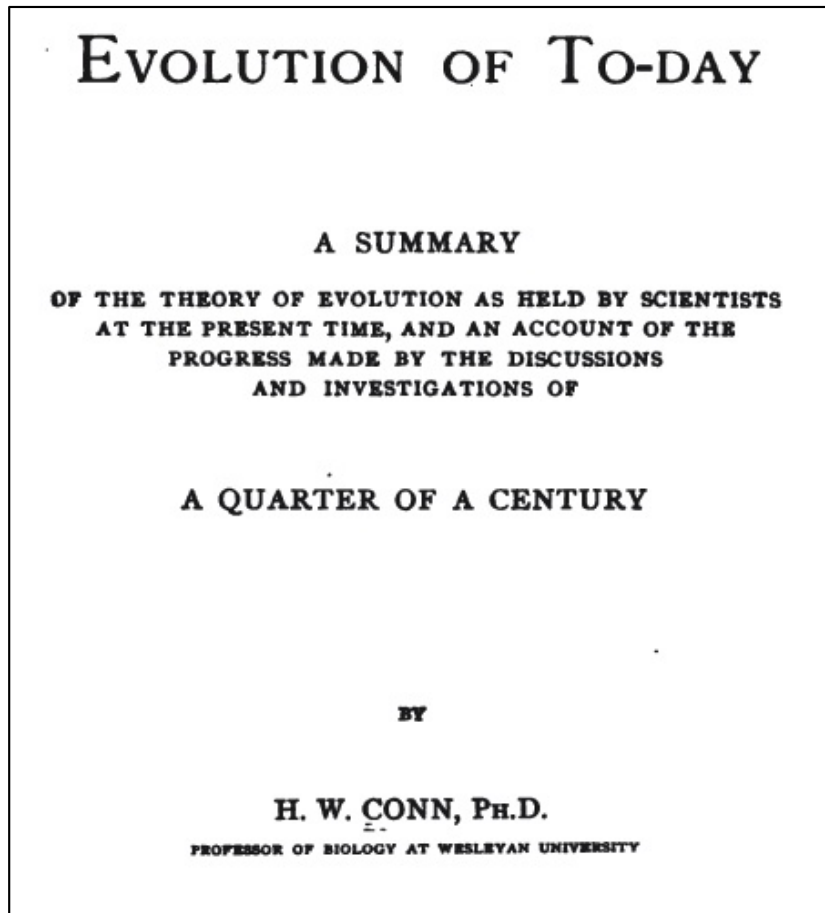 EVOLUTION OF TO-DAY
A SUMMARY
OF THE THEORY OF EVOLUTION AS HELD BY SCIENTISTS
AT THE PRESENT TIME, AND AN ACCOUNT OF THE
PROGRESS MADE BY THE DISCUSSIONS
AND INVESTIGATIONS OF
A QUARTER OF A CENTURY
BY
H. W. CONN, PH.D.
PROFESSOR OF BIOLOGY AT WESLEYAN UNIVERSITY